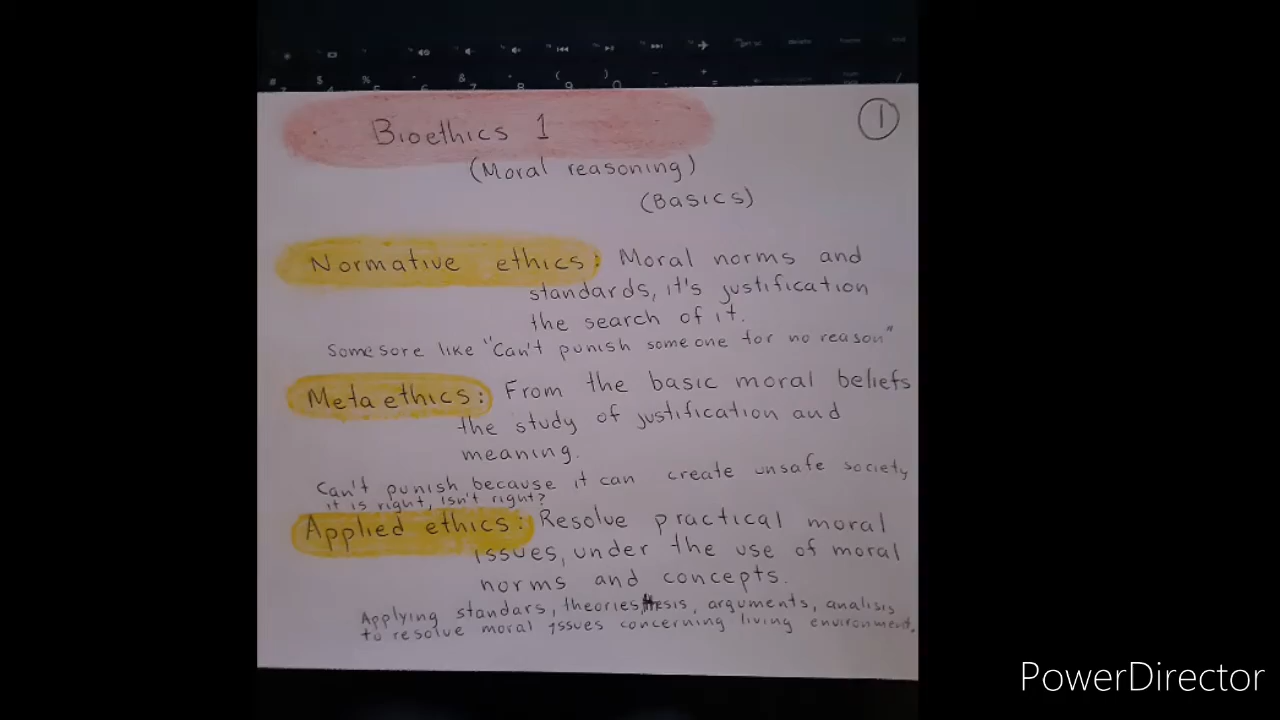 Bioethics 1
1
(Moral reasoning)
(Basics)
Normative ethics: Moral norms and
standards, it's justification
the search of it.
Some sore like "Can't punish someone for no reason"
Metaethics: From the basic moral beliefs
the study of justification and
meaning.
Can't punish because it can create unsafe society
it is right, isn't right?
Applied ethics: Resolve practical moral
issues, under the use of moral
norms and concepts.
Applying standars, theories, thesis, arguments, analisis
to resolve moral issues concerning living environment.
PowerDirector